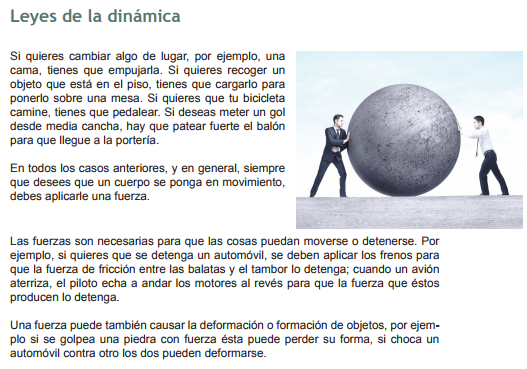 Leyes de la dinámica
Si quieres cambiar algo de lugar, por ejemplo, una
cama, tienes que empujarla. Si quieres recoger un
objeto que está en el piso, tienes que cargarlo para
ponerlo sobre una mesa. Si quieres que tu bicicleta
camine, tienes que pedalear. Si deseas meter un gol
desde media cancha, hay que patear fuerte el balón
para que llegue a la portería.
En todos los casos anteriores, y en general, siempre
que desees que un cuerpo se ponga en movimiento,
debes aplicarle una fuerza.
Las fuerzas son necesarias para que las cosas puedan moverse o detenerse. Por
ejemplo, si quieres que se detenga un automóvil, se deben aplicar los frenos para
que la fuerza de fricción entre las balatas y el tambor lo detenga; cuando un avión
aterriza, el piloto echa a andar los motores al revés para que la fuerza que éstos
producen lo detenga.
Una fuerza puede también causar la deformación o formación de objetos, por ejem-
plo si se golpea una piedra con fuerza ésta puede perder su forma, si choca un
automóvil contra otro los dos pueden deformarse.